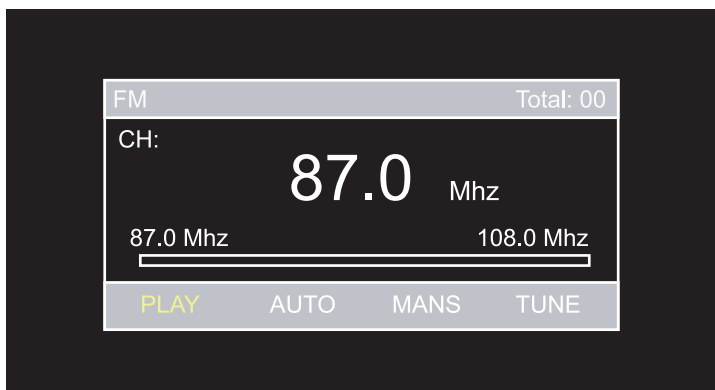 FM Total: 00
CH:
87.0 Mhz
87.0 Mhz 108.0 Mhz
PLAY AUTO MANS TUNE